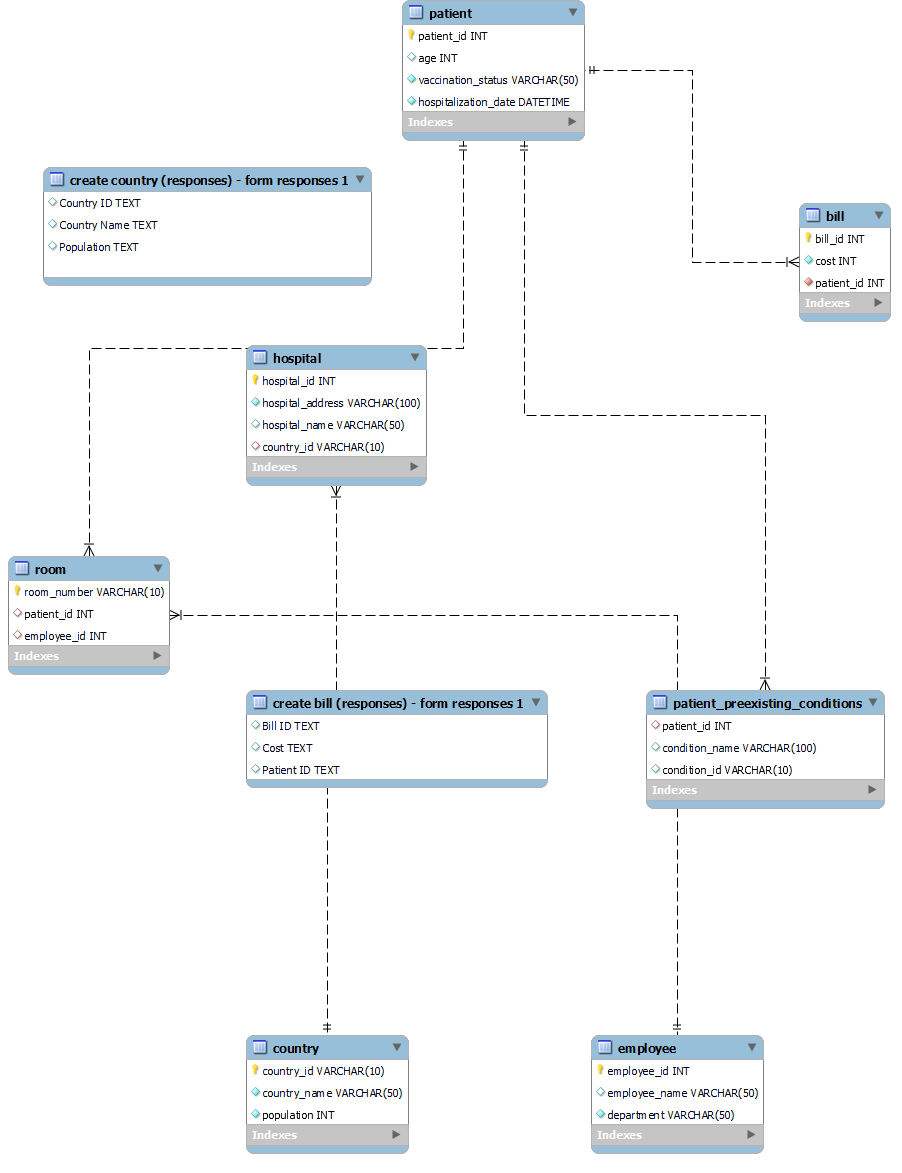 patient
patient_id INT
age INT
vaccination_status VARCHAR(50)
hospitalization_date DATETIME
Indexes
create country (responses) - form responses 1
Country ID TEXT
Country Name TEXT
Population TEXT
bill
bill_id INT
cost INT
patient_id INT
Indexes
hospital
hospital_id INT
hospital_address VARCHAR(100)
hospital_name VARCHAR(50)
country_id VARCHAR(10)
Indexes
room
room_number VARCHAR(10)
patient_id INT
employee_id INT
Indexes
create bill (responses) - form responses 1
Bill ID TEXT
Cost TEXT
Patient ID TEXT
patient_preexisting_conditions
patient_id INT
condition_name VARCHAR(100)
condition_id VARCHAR(10)
Indexes
country
country_id VARCHAR(10)
country_name VARCHAR(50)
population INT
Indexes
employee
employee_id INT
employee_name VARCHAR(50)
department VARCHAR(50)
Indexes